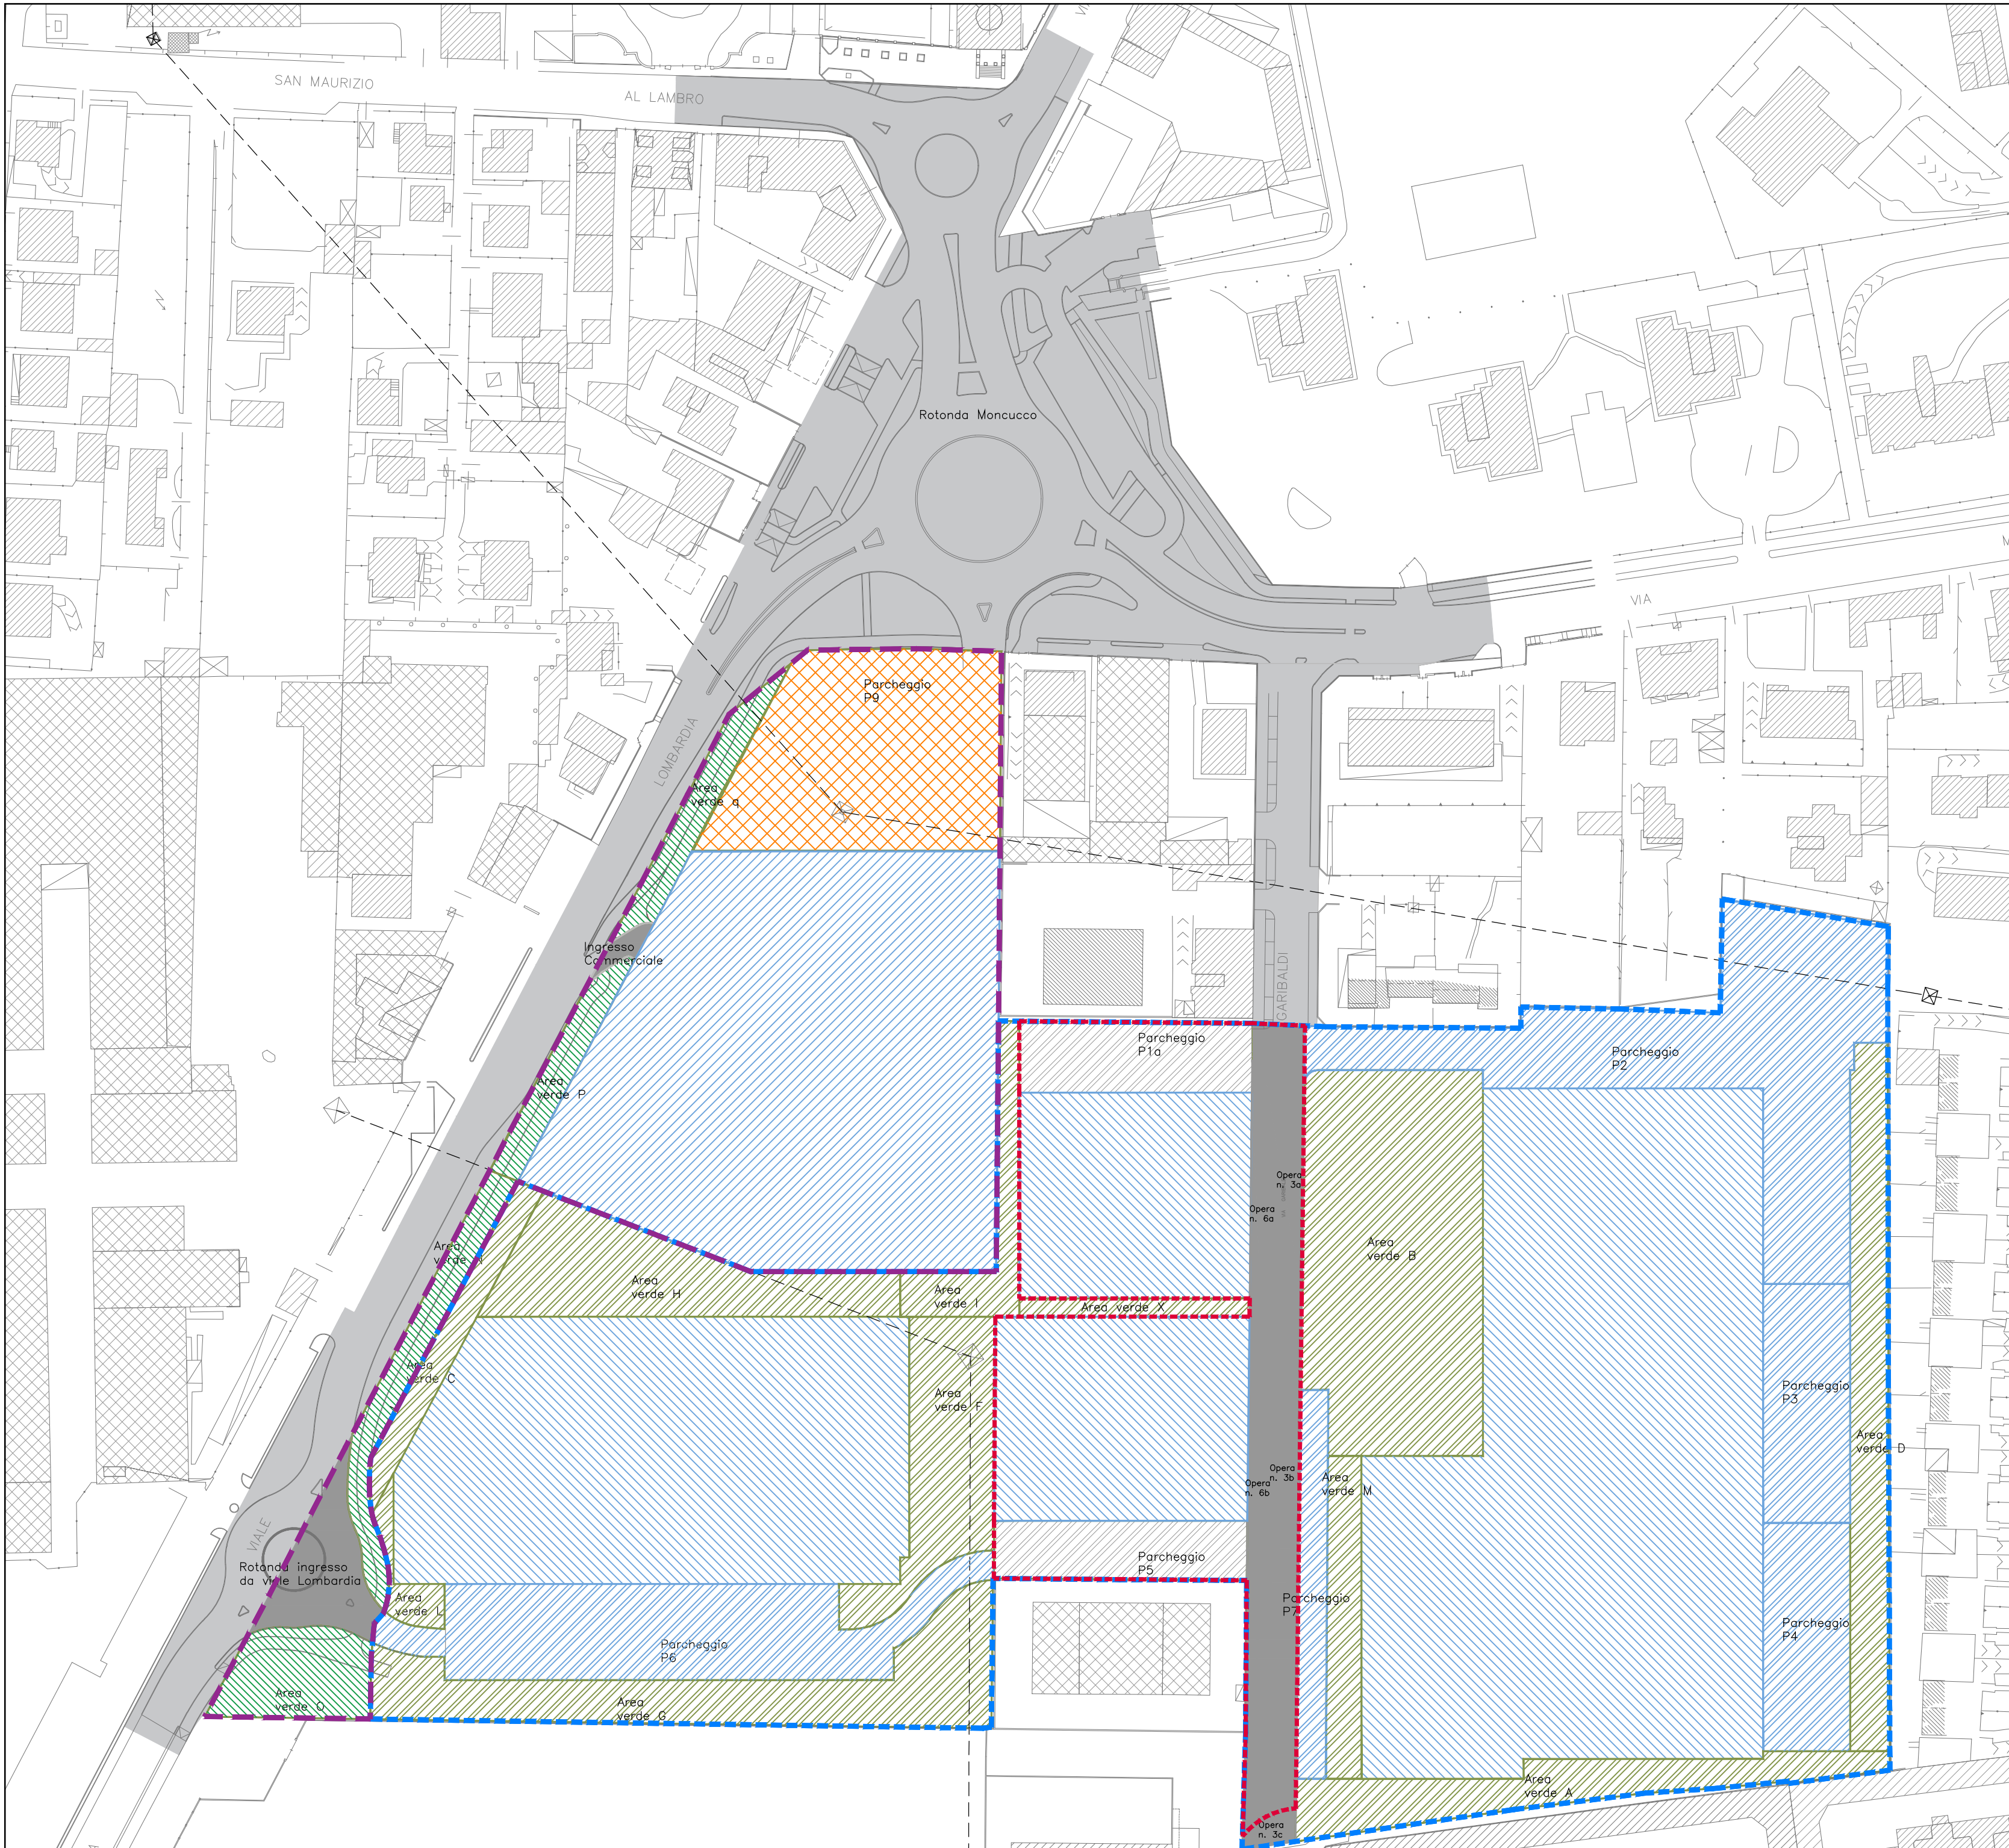 SAN MAURIZIO
AL LAMBRO
Rotonda Moncucco
VIA
Parcheggio
P9
LOMBARDIA
Area
verde q
Ingresso
Commerciale
GARIBALDI
Parcheggio
P1a
Parcheggio
P2
Area
verde P
Opera
n. 3a
Opera
n. 6a
Area
verde B
Area
verde N
Area
verde H
Area
verde I
Area verde X
Area
verde C
Area
verde F
Parcheggio
P3
Area
verde D
Opera
n. 3b
Opera
n. 6b
Area
verde M
VIALE
Rotonda ingresso
da viale Lombardia
Parcheggio
P5
Area
verde L
Parcheggio
P7
Parcheggio
P4
Parcheggio
P6
Area
verde O
Area
verde G
Area
verde A
Opera
n. 3c